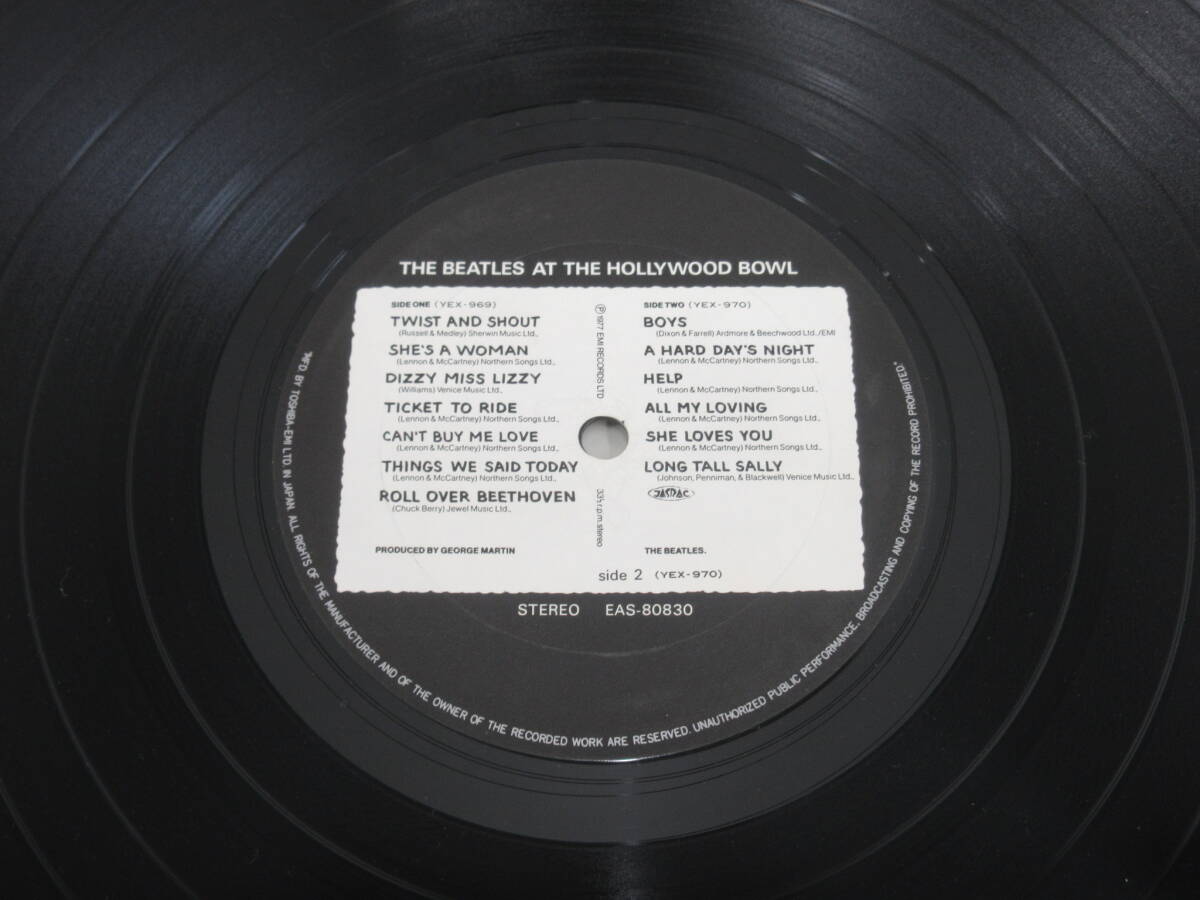 THE BEATLES AT THE HOLLYWOOD BOWL
SIDE ONE (YEX-969)
TWIST AND SHOUT
(Russell & Medley) Sherwin Music Ltd.,
SHE'S A WOMAN
(Lennon & McCartney) Northern Songs Ltd.,
DIZZY MISS LIZZY
(Williams) Venice Music Ltd.,
TICKET TO RIDE
(Lennon & McCartney) Northern Songs Ltd.,
CAN'T BUY ME LOVE
(Lennon & McCartney) Northern Songs Ltd.,
THINGS WE SAID TODAY
(Lennon & McCartney) Northern Songs Ltd.,
ROLL OVER BEETHOVEN
(Chuck Berry) Jewel Music Ltd.,
PRODUCED BY GEORGE MARTIN
℗ 1977 EMI RECORDS LTD
33⅓ r.p.m. stereo
SIDE TWO (YEX-970)
BOYS
(Dixon & Farrell) Ardmore & Beechwood Ltd./EMI
A HARD DAY'S NIGHT
(Lennon & McCartney) Northern Songs Ltd.,
HELP
(Lennon & McCartney) Northern Songs Ltd.,
ALL MY LOVING
(Lennon & McCartney) Northern Songs Ltd.,
SHE LOVES YOU
(Lennon & McCartney) Northern Songs Ltd.,
LONG TALL SALLY
(Johnson, Penniman, & Blackwell) Venice Music Ltd.,
JASRAC
THE BEATLES.
side 2 (YEX-970)
STEREO EAS-80830
"MF'D BY TOSHIBA-EMI LTD. IN JAPAN. ALL RIGHTS OF THE MANUFACTURER AND OF THE OWNER OF THE RECORDED WORK ARE RESERVED. UNAUTHORIZED PUBLIC PERFORMANCE, BROADCASTING AND COPYING OF THE RECORD PROHIBITED."